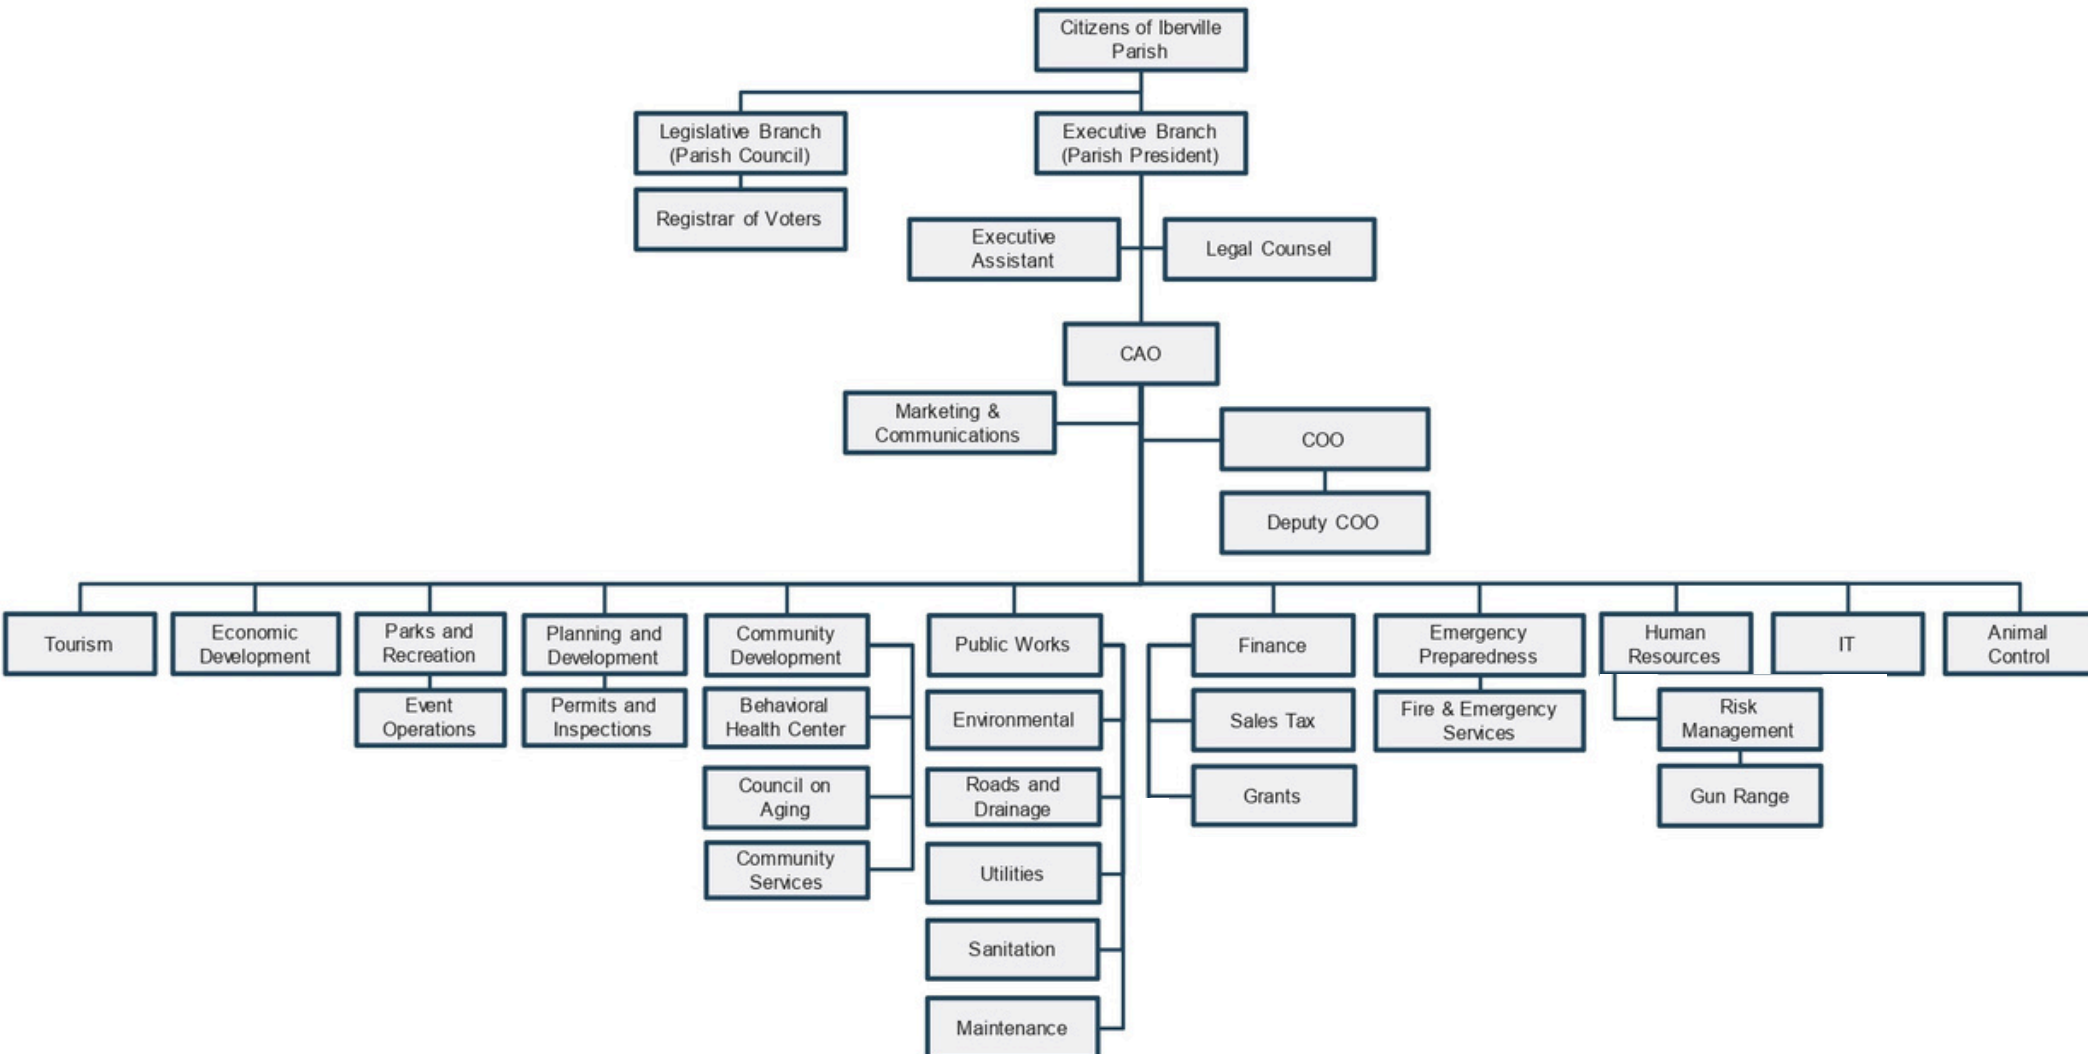 Citizens of Iberville
Parish
Legislative Branch
(Parish Council)
Executive Branch
(Parish President)
Registrar of Voters
Executive
Assistant
Legal Counsel
CAO
Marketing &
Communications
COO
Deputy COO
Tourism
Economic
Development
Parks and
Recreation
Planning and
Development
Community
Development
Public Works
Finance
Emergency
Preparedness
Human
Resources
IT
Animal
Control
Event
Operations
Permits and
Inspections
Behavioral
Health Center
Environmental
Sales Tax
Fire & Emergency
Services
Risk
Management
Council on
Aging
Roads and
Drainage
Grants
Gun Range
Community
Services
Utilities
Sanitation
Maintenance